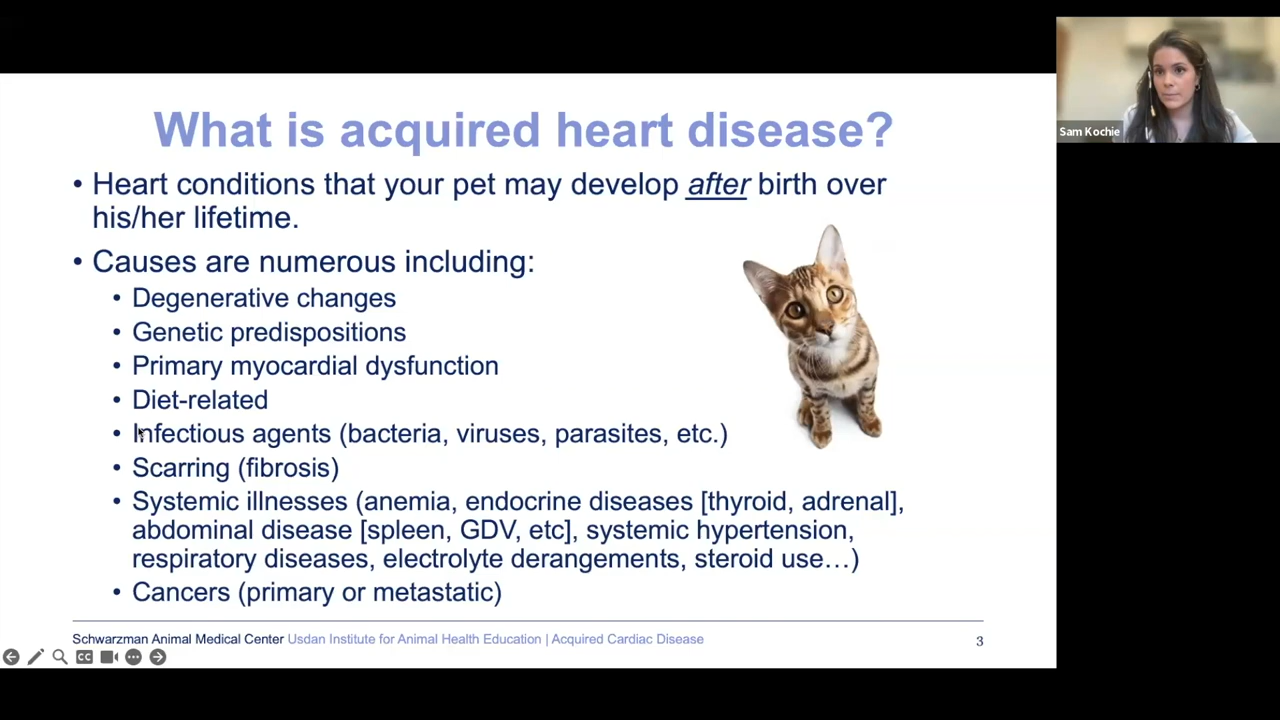 What is acquired heart disease?
• Heart conditions that your pet may develop after birth over
his/her lifetime.
• Causes are numerous including:
• Degenerative changes
• Genetic predispositions
• Primary myocardial dysfunction
• Diet-related
• Infectious agents (bacteria, viruses, parasites, etc.)
• Scarring (fibrosis)
• Systemic illnesses (anemia, endocrine diseases [thyroid, adrenal],
abdominal disease [spleen, GDV, etc], systemic hypertension,
respiratory diseases, electrolyte derangements, steroid use…)
• Cancers (primary or metastatic)
Schwarzman Animal Medical Center Usdan Institute for Animal Health Education | Acquired Cardiac Disease
3
CC
Sam Kochie